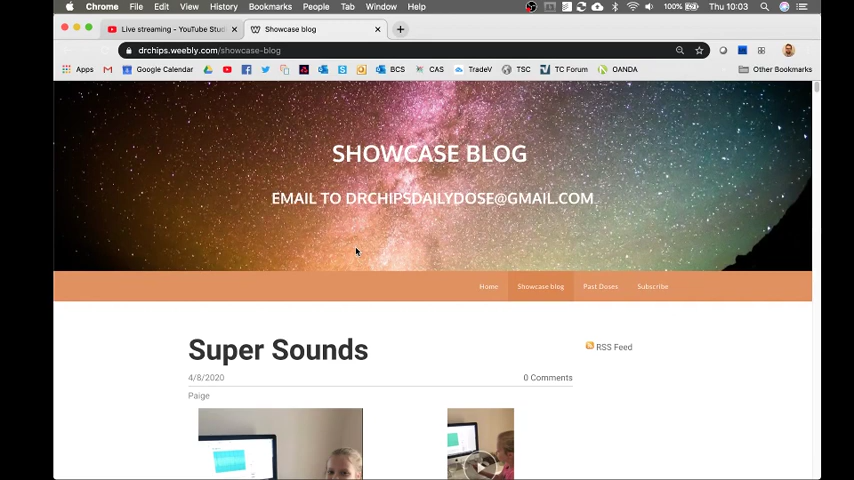 Chrome File Edit View History Bookmarks People Tab Window Help 100% Thu 10:03
Live streaming - YouTube Stud Showcase blog
drchips.weebly.com/showcase-blog
Apps Google Calendar BCS CAS TradeV TSC TC Forum OANDA Other Bookmarks
SHOWCASE BLOG
EMAIL TO DRCHIPSDAILYDOSE@GMAIL.COM
Home Showcase blog Past Doses Subscribe
Super Sounds
RSS Feed
4/8/2020 0 Comments
Paige